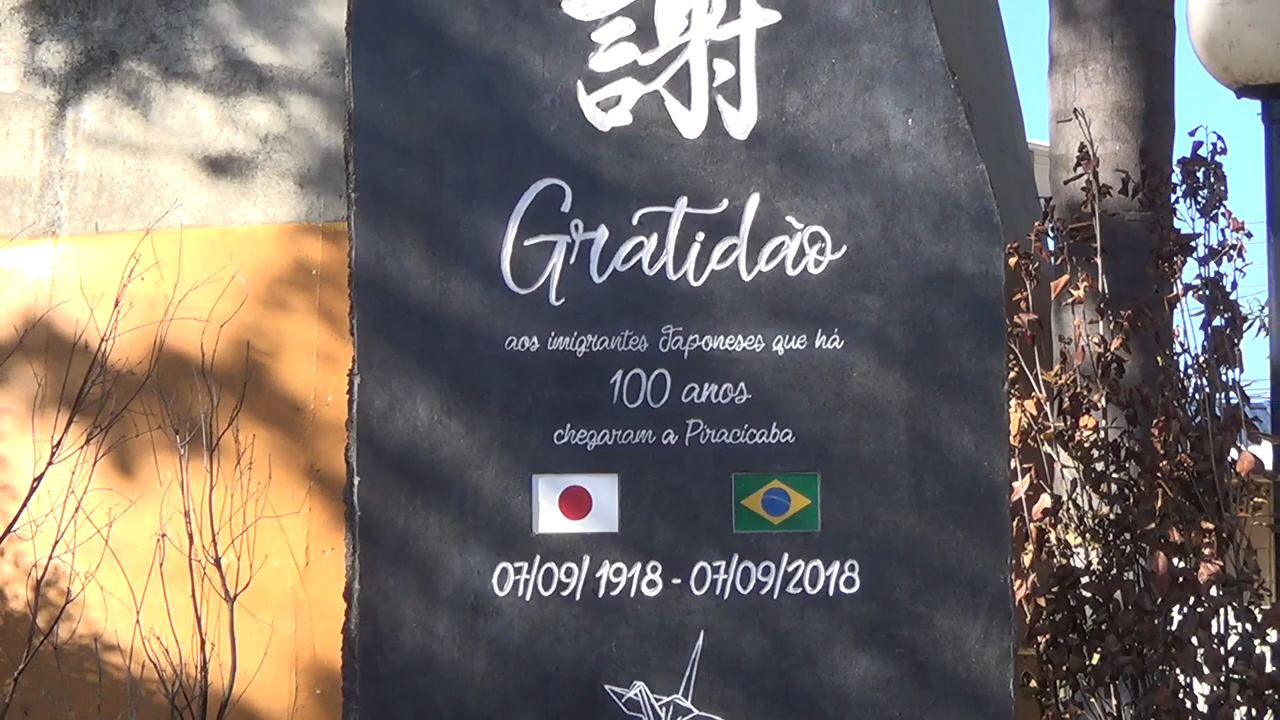 謝
Gratidão
aos imigrantes Japoneses que há
100 anos
chegaram a Piracicaba
07/09/1918 - 07/09/2018